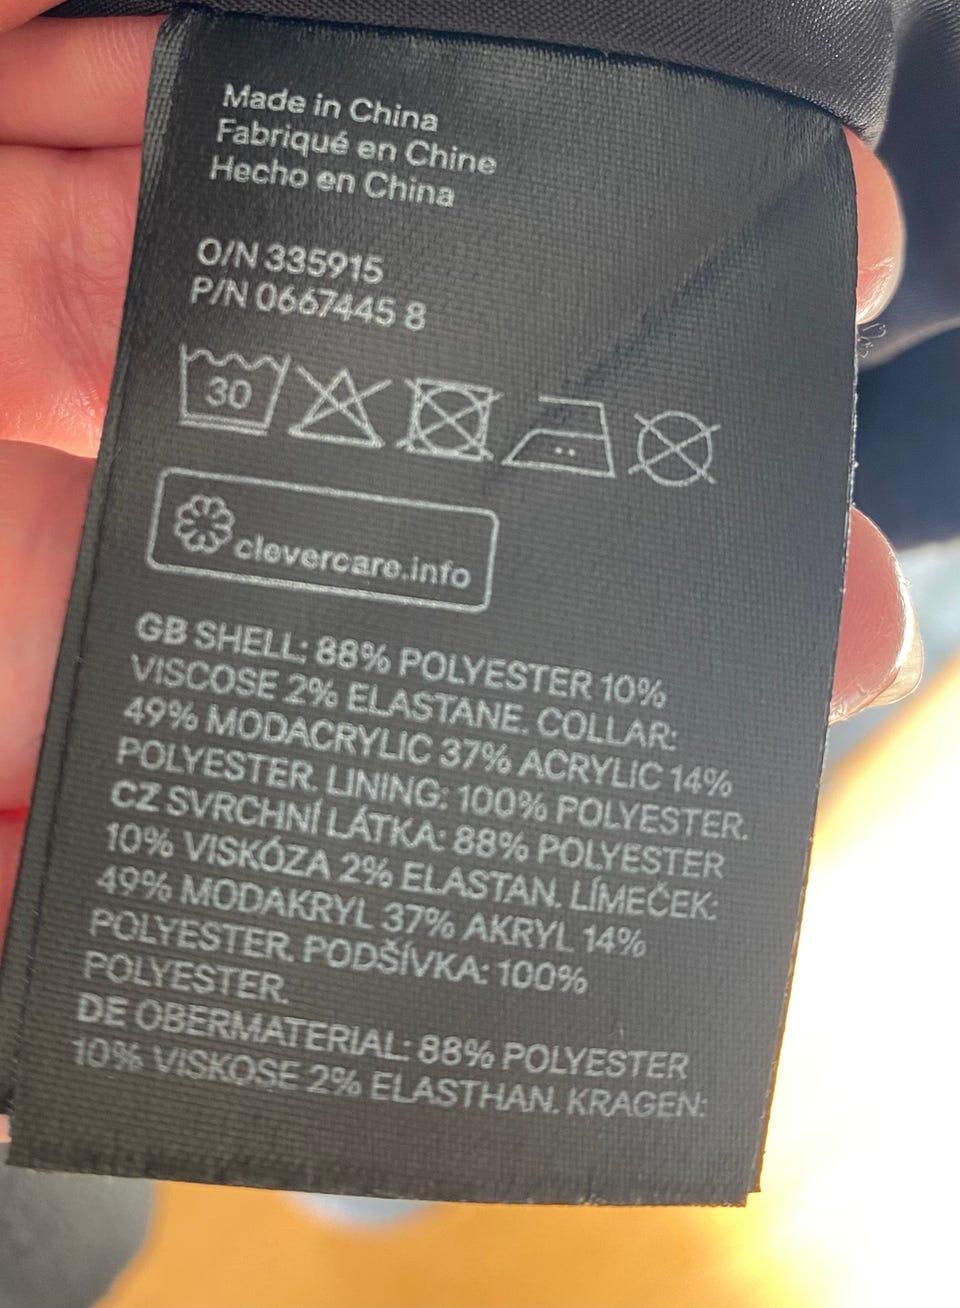 Made in China
Fabriqué en Chine
Hecho en China
O/N 335915
P/N 0667445 8
30
clevercare.info
GB SHELL: 88% POLYESTER 10%
VISCOSE 2% ELASTANE. COLLAR:
49% MODACRYLIC 37% ACRYLIC 14%
POLYESTER. LINING: 100% POLYESTER.
CZ SVRCHNÍ LÁTKA: 88% POLYESTER
10% VISKÓZA 2% ELASTAN. LÍMEČEK:
49% MODAKRYL 37% AKRYL 14%
POLYESTER. PODŠÍVKA: 100%
POLYESTER.
DE OBERMATERIAL: 88% POLYESTER
10% VISKOSE 2% ELASTHAN. KRAGEN: